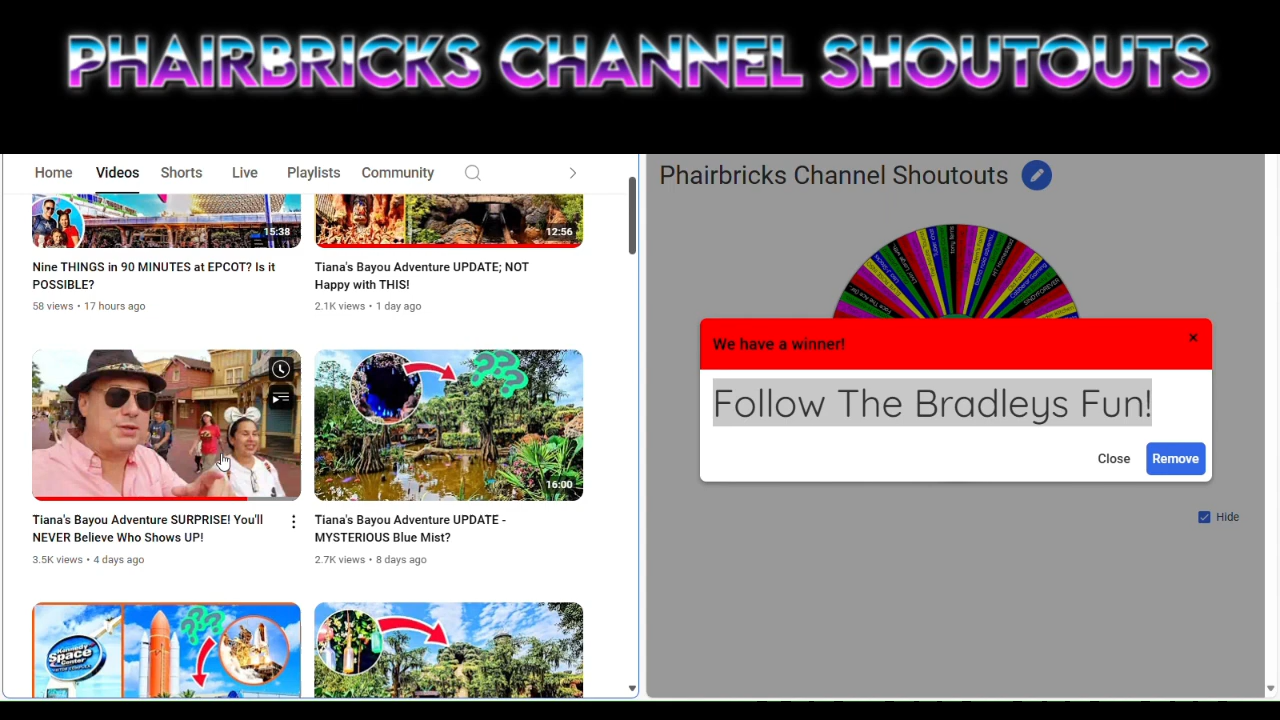 PHAIRBRICKS CHANNEL SHOUTOUTS
Home Videos Shorts Live Playlists Community
15:38
12:56
Nine THINGS in 90 MINUTES at EPCOT? Is it
POSSIBLE?
58 views • 17 hours ago
Tiana's Bayou Adventure UPDATE; NOT
Happy with THIS!
2.1K views • 1 day ago
Tiana's Bayou Adventure SURPRISE! You'll
NEVER Believe Who Shows UP!
3.5K views • 4 days ago
16:00
Tiana's Bayou Adventure UPDATE -
MYSTERIOUS Blue Mist?
2.7K views • 8 days ago
Kennedy
Space
Center
Phairbricks Channel Shoutouts
SINDYFOREVER
We have a winner!
×
Follow The Bradleys Fun!
Close
Remove
Hide